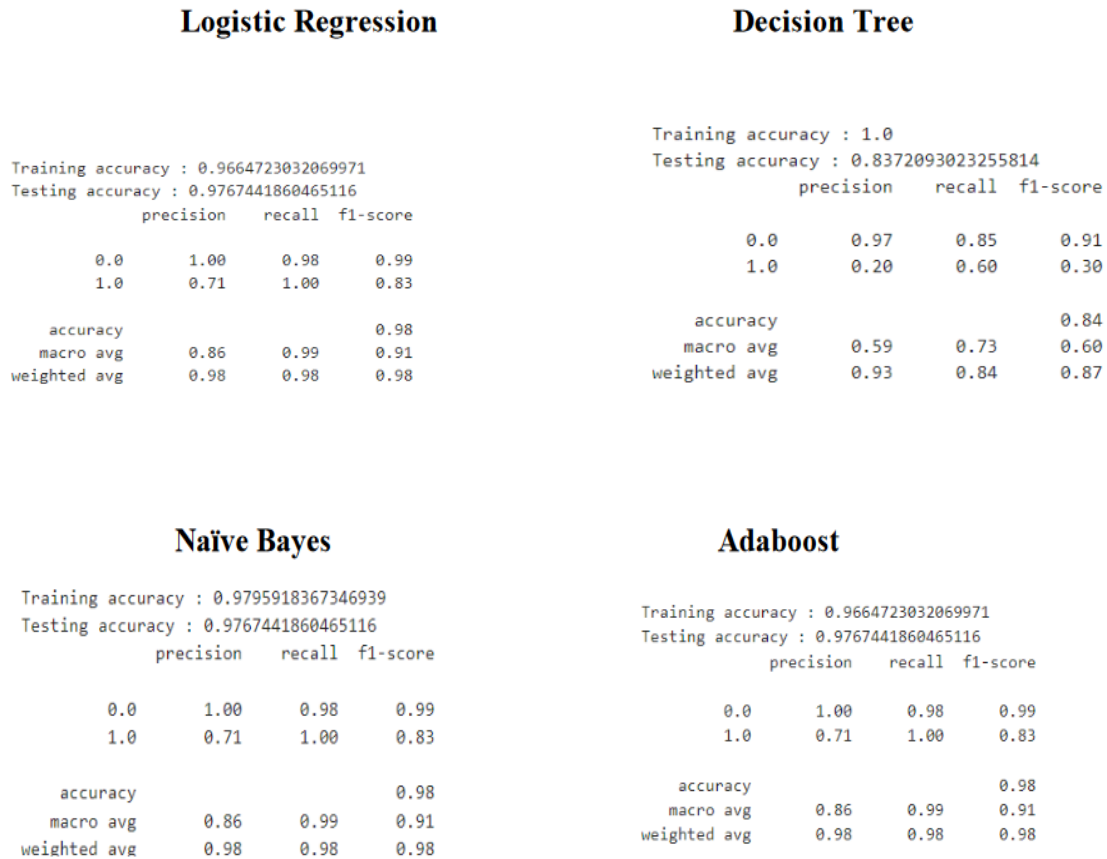 Logistic Regression
Training accuracy : 0.9664723032069971
Testing accuracy : 0.9767441860465116
precision recall f1-score
0.0 1.00 0.98 0.99
1.0 0.71 1.00 0.83
accuracy 0.98
macro avg 0.86 0.99 0.91
weighted avg 0.98 0.98 0.98
Decision Tree
Training accuracy : 1.0
Testing accuracy : 0.8372093023255814
precision recall f1-score
0.0 0.97 0.85 0.91
1.0 0.20 0.60 0.30
accuracy 0.84
macro avg 0.59 0.73 0.60
weighted avg 0.93 0.84 0.87
Naïve Bayes
Training accuracy : 0.9795918367346939
Testing accuracy : 0.9767441860465116
precision recall f1-score
0.0 1.00 0.98 0.99
1.0 0.71 1.00 0.83
accuracy 0.98
macro avg 0.86 0.99 0.91
weighted avg 0.98 0.98 0.98
Adaboost
Training accuracy : 0.9664723032069971
Testing accuracy : 0.9767441860465116
precision recall f1-score
0.0 1.00 0.98 0.99
1.0 0.71 1.00 0.83
accuracy 0.98
macro avg 0.86 0.99 0.91
weighted avg 0.98 0.98 0.98